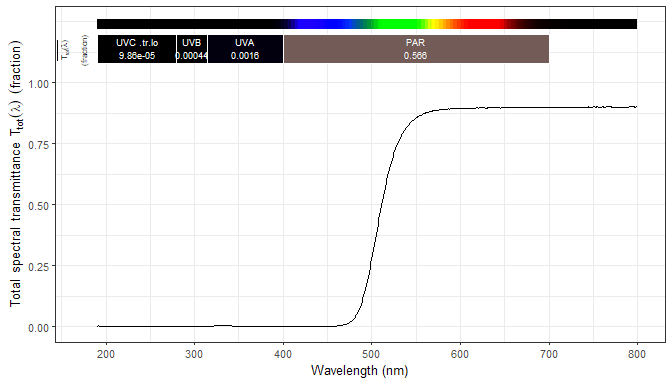 T̅tot(λ)
(fraction)
UVC .tr.lo UVB UVA PAR
9.86e-05 0.00044 0.0016 0.566
Total spectral transmittance Ttot(λ) (fraction)
1.00
0.75
0.50
0.25
0.00
200 300 400 500 600 700 800
Wavelength (nm)